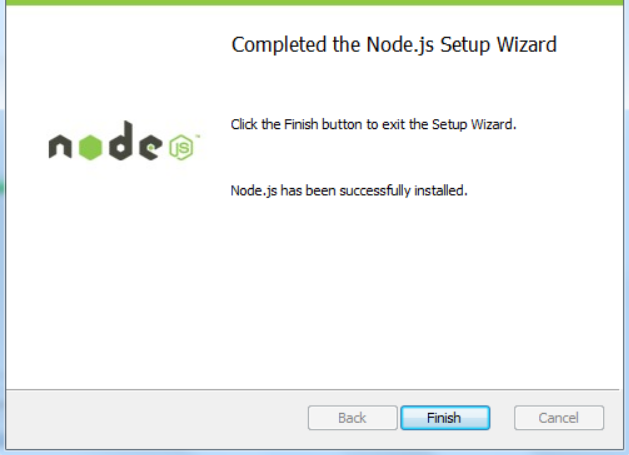 Completed the Node.js Setup Wizard
Click the Finish button to exit the Setup Wizard.
node JS™
Node.js has been successfully installed.
Back Finish Cancel